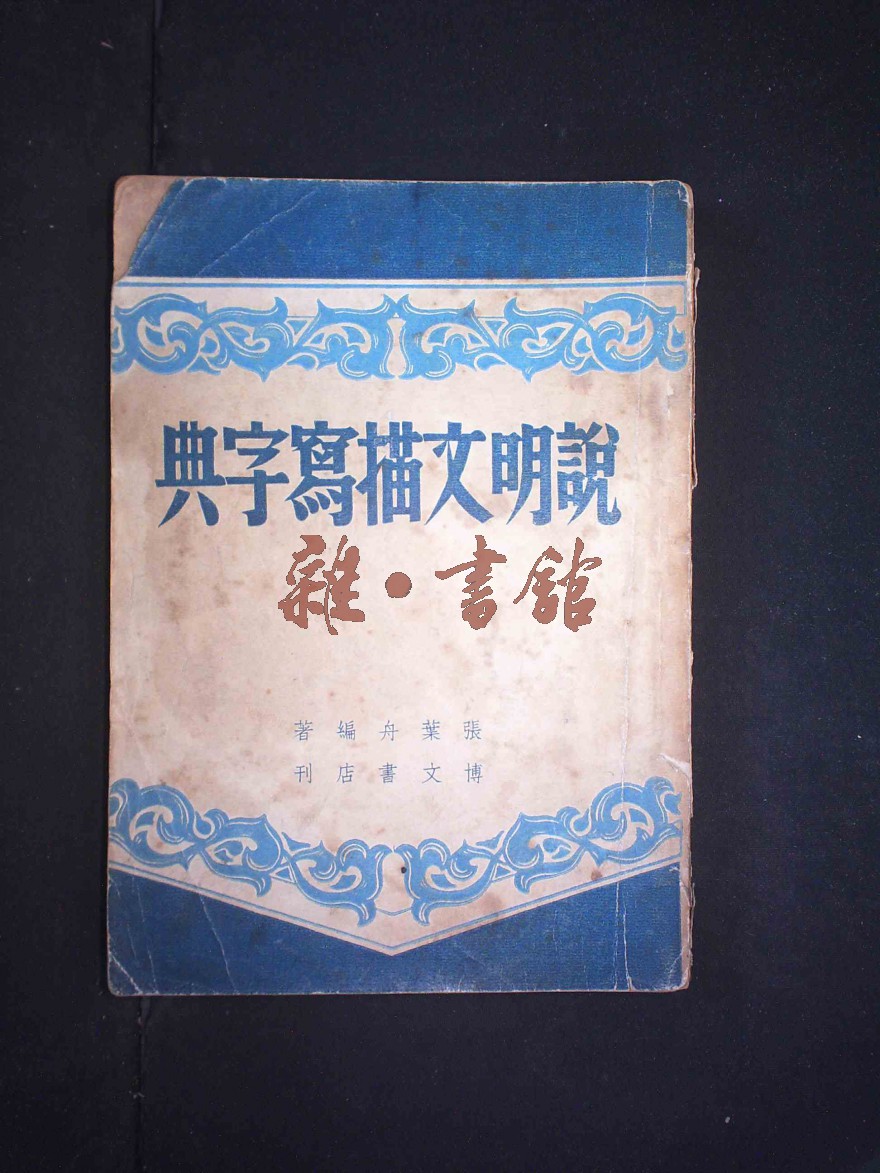 說明文描寫字典
雜·書館
張葉舟編著
博文書店刊